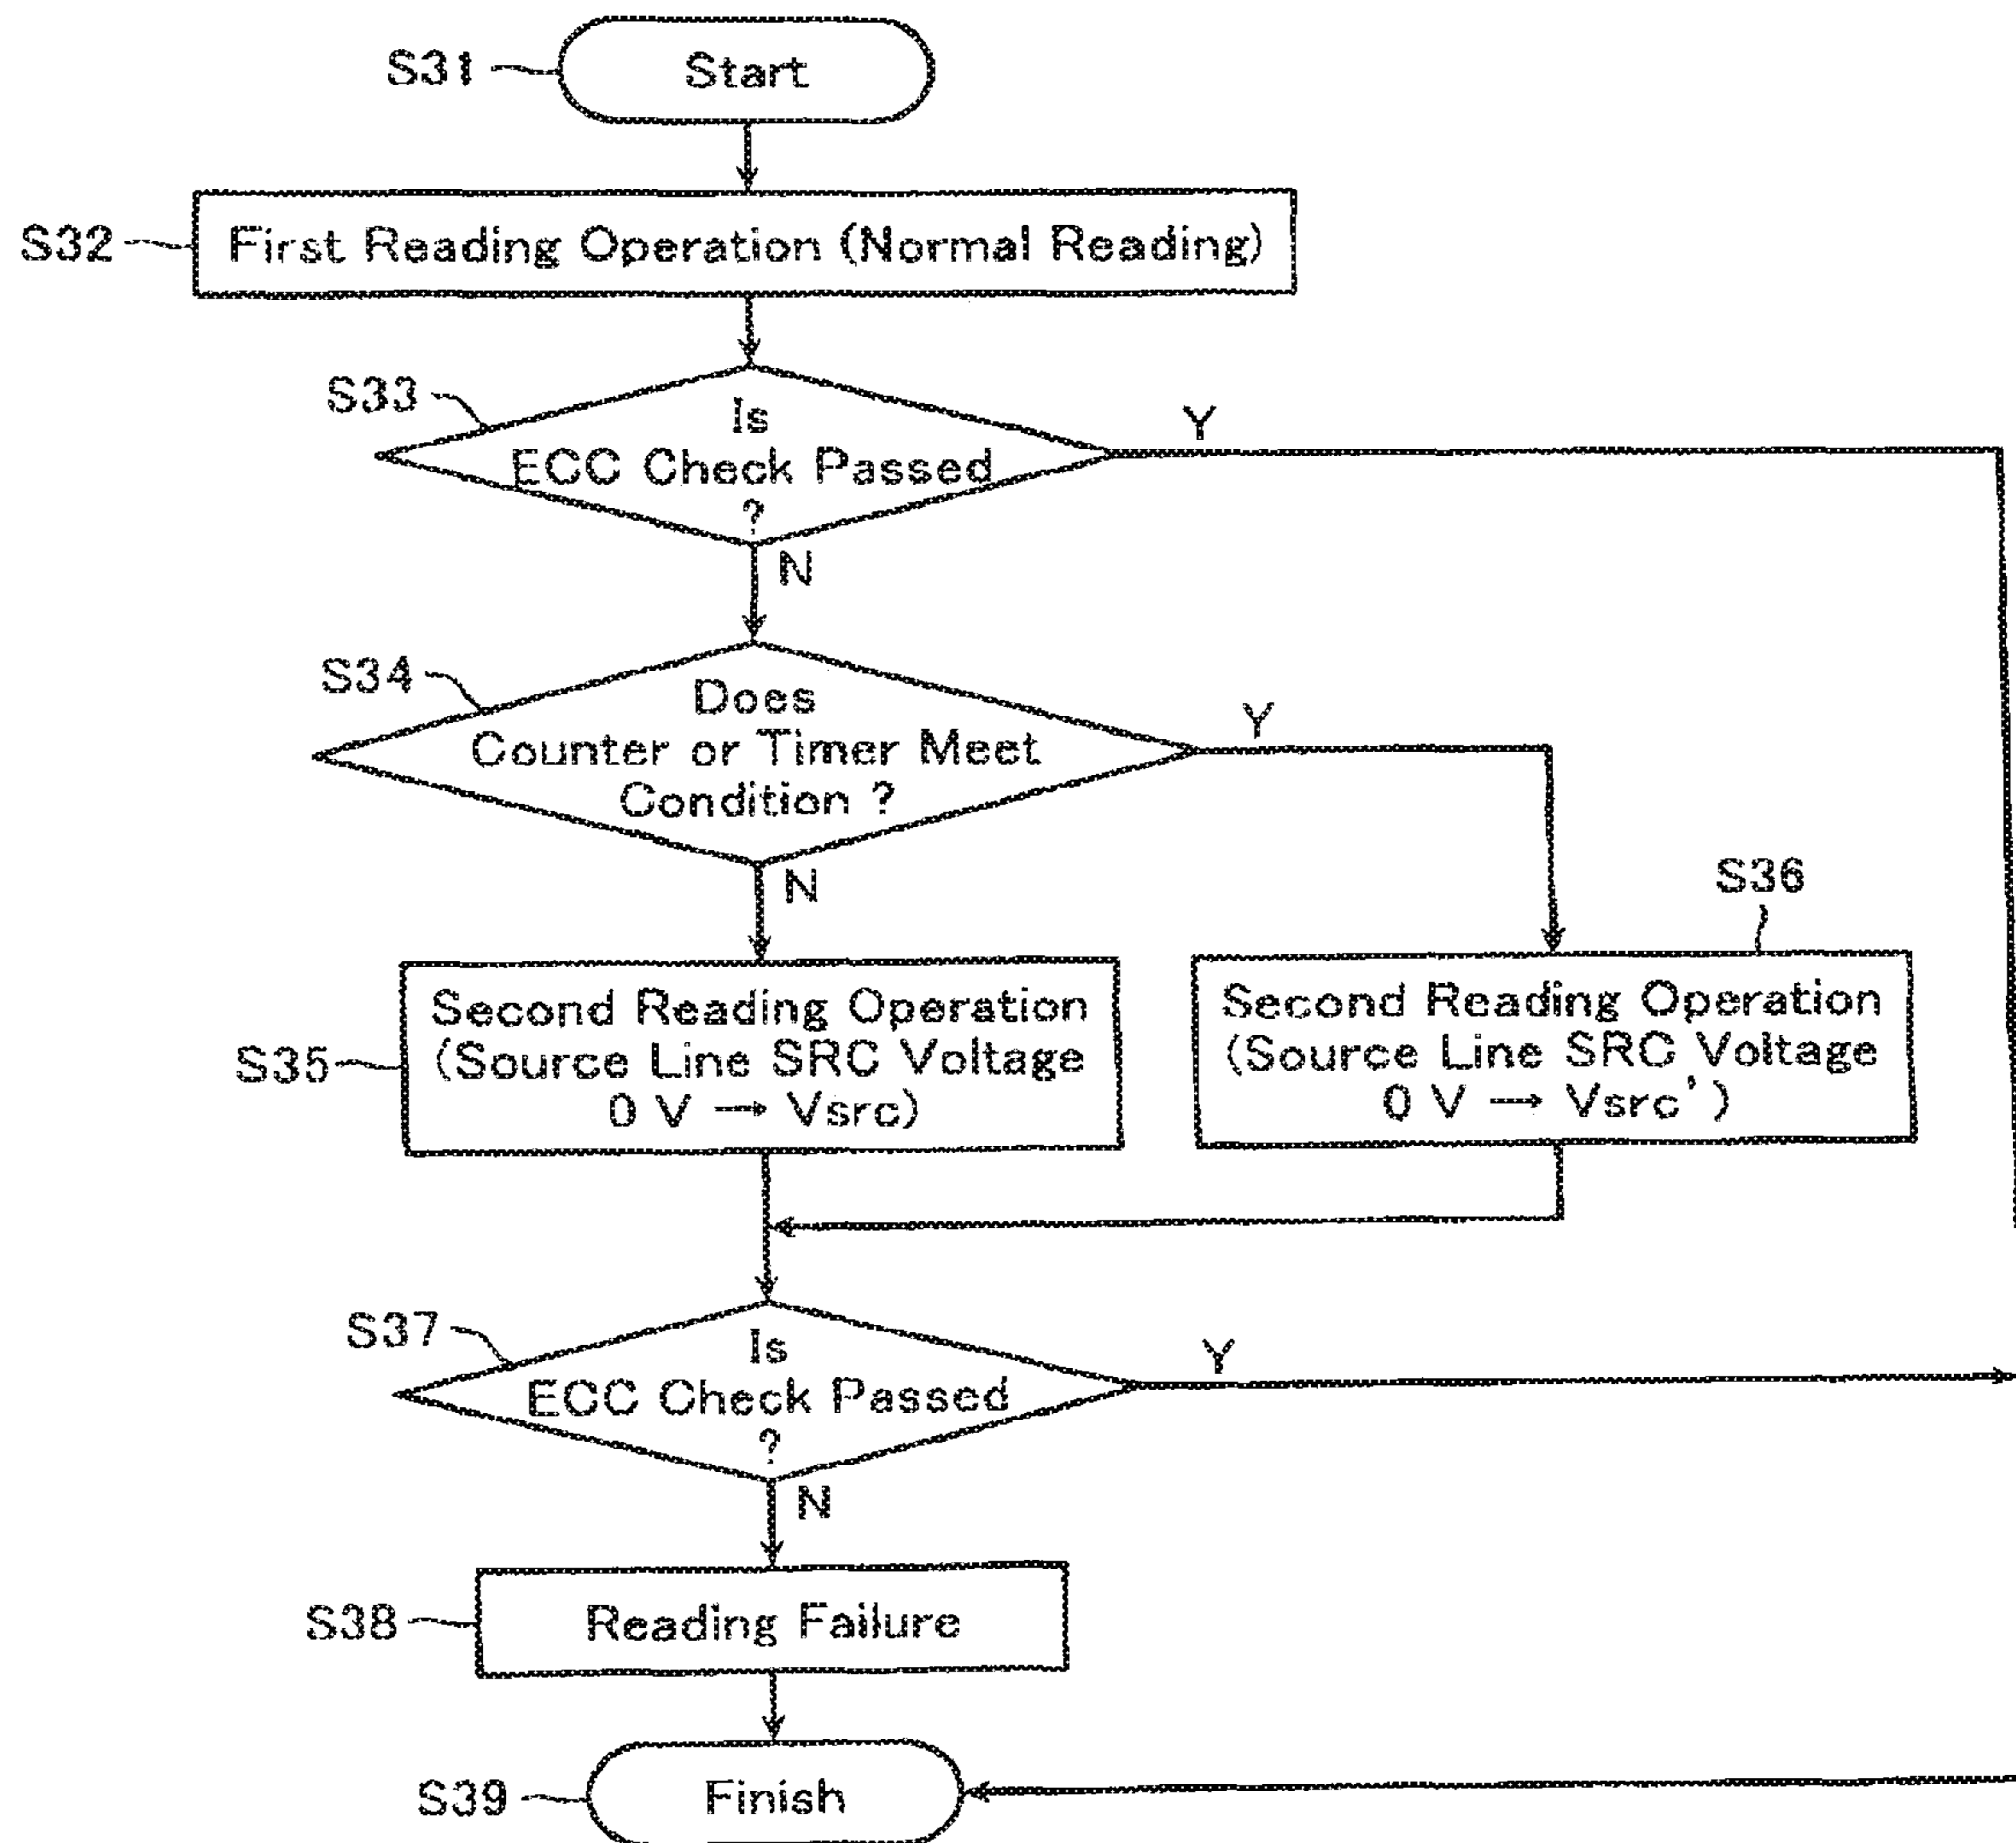 S31
Start
S32
First Reading Operation (Normal Reading)
S33
Is
ECC Check Passed
?
Y
N
S34
Does
Counter or Timer Meet
Condition ?
Y
N
S35
Second Reading Operation
(Source Line SRC Voltage
0 V → Vsrc)
S36
Second Reading Operation
(Source Line SRC Voltage
0 V → Vsrc')
S37
Is
ECC Check Passed
?
Y
N
S38
Reading Failure
S39
Finish